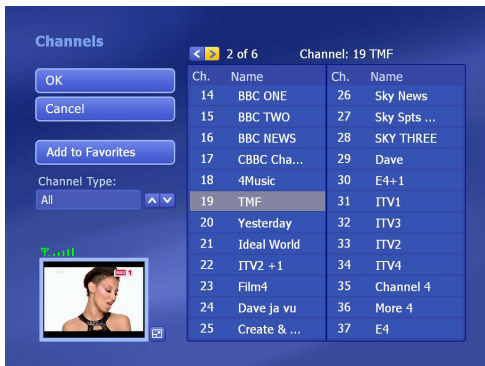 Channels
2 of 6 Channel: 19 TMF
OK
Cancel
Add to Favorites
Channel Type:
All
Ch. Name Ch. Name
14 BBC ONE 26 Sky News
15 BBC TWO 27 Sky Spts ...
16 BBC NEWS 28 SKY THREE
17 CBBC Cha... 29 Dave
18 4Music 30 E4+1
19 TMF 31 ITV1
20 Yesterday 32 ITV3
21 Ideal World 33 ITV2
22 ITV2 +1 34 ITV4
23 Film4 35 Channel 4
24 Dave ja vu 36 More 4
25 Create & ... 37 E4